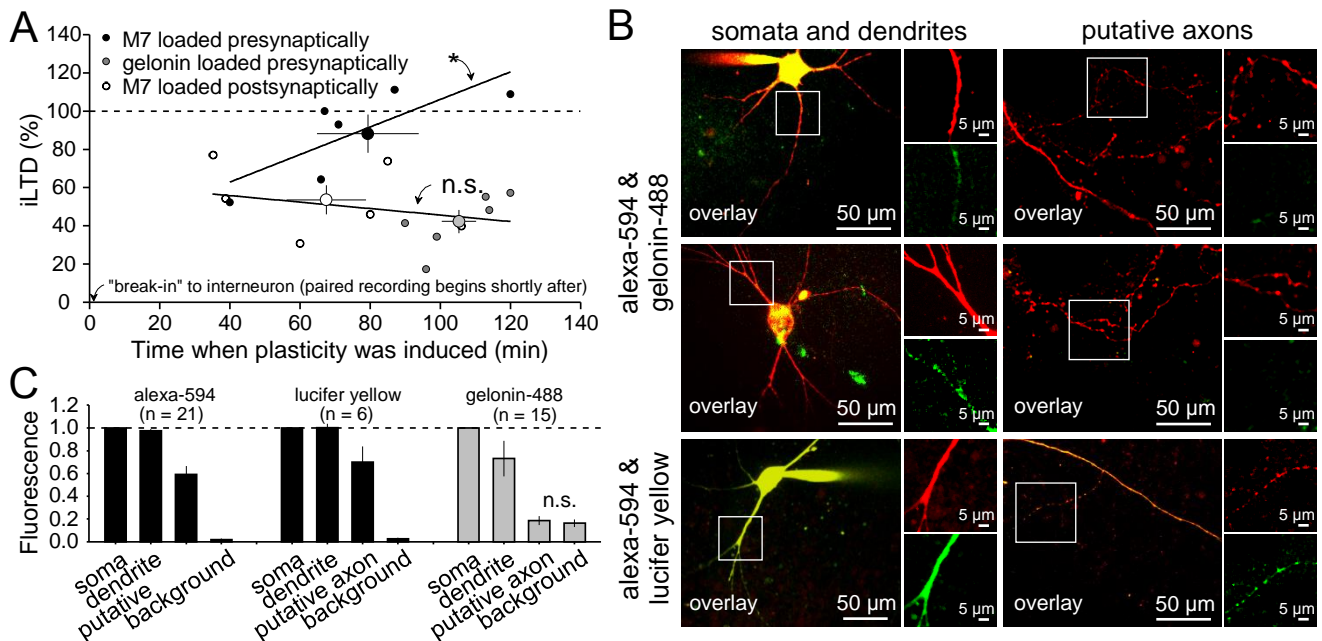 A
M7 loaded presynaptically
gelonin loaded presynaptically
M7 loaded postsynaptically
*
n.s.
iLTD (%)
140
120
100
80
60
40
20
0
"break-in" to interneuron (paired recording begins shortly after)
0 20 40 60 80 100 120 140
Time when plasticity was induced (min)
B
somata and dendrites
putative axons
alexa-594 &
gelonin-488
overlay
50 µm
5 µm
5 µm
overlay
50 µm
5 µm
5 µm
overlay
50 µm
5 µm
5 µm
overlay
50 µm
5 µm
5 µm
alexa-594 &
lucifer yellow
overlay
50 µm
5 µm
5 µm
overlay
50 µm
5 µm
5 µm
C
alexa-594
(n = 21)
lucifer yellow
(n = 6)
gelonin-488
(n = 15)
n.s.
Fluorescence
1.2
1.0
0.8
0.6
0.4
0.2
0.0
soma
dendrite
putative
background
soma
dendrite
putative axon
background
soma
dendrite
putative axon
background